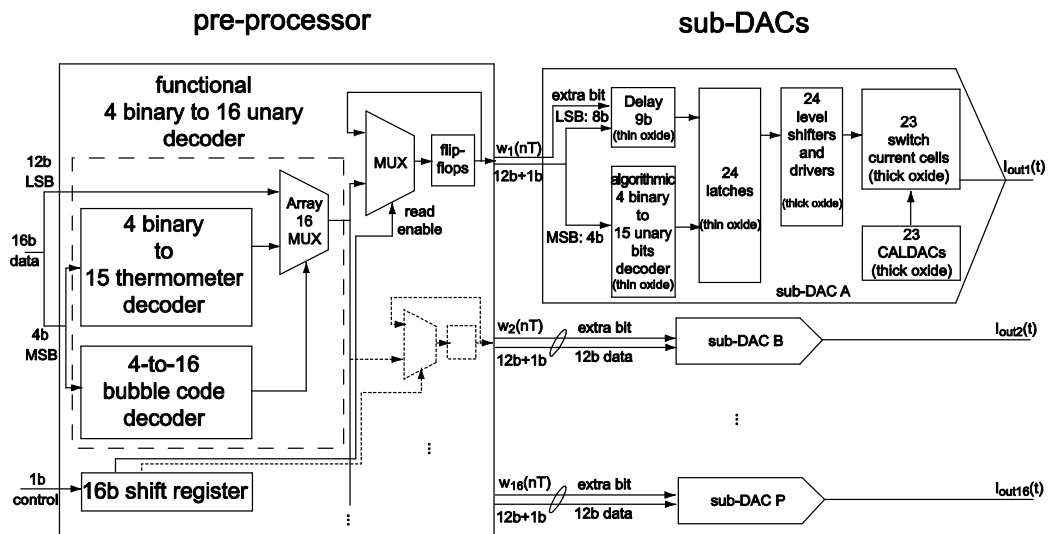 pre-processor
sub-DACs
functional
4 binary to 16 unary
decoder
12b
LSB
16b
data
4b
MSB
4 binary
to
15 thermometer
decoder
4-to-16
bubble code
decoder
Array
16
MUX
1b
control
16b shift register
MUX
flip-
flops
read
enable
...
...
w1(nT)
12b+1b
extra bit
LSB: 8b
MSB: 4b
Delay
9b
(thin oxide)
algorithmic
4 binary
to
15 unary
bits
decoder
(thin oxide)
24
latches
(thin oxide)
24
level
shifters
and
drivers
(thick oxide)
23
switch
current cells
(thick oxide)
23
CALDACs
(thick oxide)
sub-DAC A
Iout1(t)
w2(nT)
12b+1b
extra bit
12b data
sub-DAC B
Iout2(t)
...
w16(nT)
12b+1b
extra bit
12b data
sub-DAC P
Iout16(t)